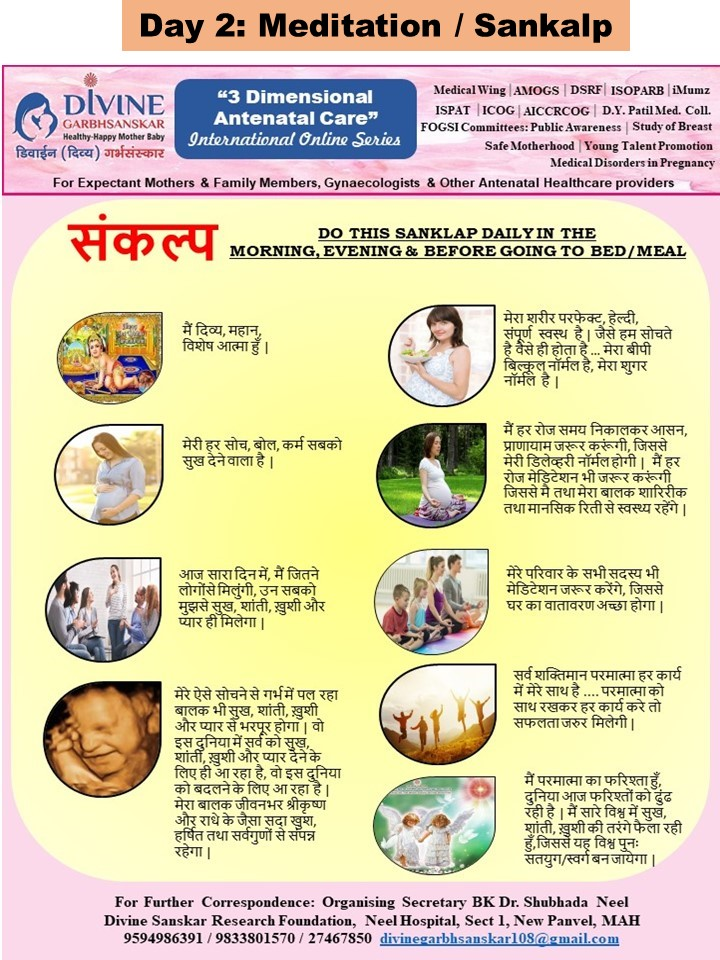 Day 2: Meditation / Sankalp
DIVINE
GARBHSANSKAR
Healthy-Happy Mother Baby
डिवाईन (दिव्य) गर्भसंस्कार
“3 Dimensional
Antenatal Care”
International Online Series
Medical Wing | AMOGS | DSRF | ISOPARB | iMumz
ISPAT | ICOG | AICCRCOG | D.Y. Patil Med. Coll.
FOGSI Committees: Public Awareness | Study of Breast
Safe Motherhood | Young Talent Promotion
Medical Disorders in Pregnancy
For Expectant Mothers & Family Members, Gynaecologists & Other Antenatal Healthcare providers
संकल्प
DO THIS SANKLAP DAILY IN THE
MORNING, EVENING & BEFORE GOING TO BED/MEAL
मैं दिव्य, महान,
विशेष आत्मा हुँ |
मेरी हर सोच, बोल, कर्म सबको
सुख देने वाला है |
आज सारा दिन में, मैं जितने
लोगोंसे मिलुंगी, उन सबको
मुझसे सुख, शांती, ख़ुशी और
प्यार ही मिलेगा |
मेरे ऐसे सोचने से गर्भ में पल रहा
बालक भी सुख, शांती, ख़ुशी
और प्यार से भरपूर होगा | वो
इस दुनिया में सर्व को सुख,
शांती, ख़ुशी और प्यार देने के
लिए ही आ रहा है, वो इस दुनिया
को बदलने के लिए आ रहा है |
मेरा बालक जीवनभर श्रीकृष्ण
और राधे के जैसा सदा खुश,
हर्षित तथा सर्वगुणों से संपन्न
रहेगा |
मेरा शरीर परफेक्ट, हेल्दी,
संपूर्ण स्वस्थ है | जैसे हम सोचते
है वैसे ही होता है ... मेरा बीपी
बिल्कूल नॉर्मल है, मेरा शुगर
नॉर्मल है |
मैं हर रोज समय निकालकर आसन,
प्राणायाम जरूर करूंगी, जिससे
मेरी डिलेव्हरी नॉर्मल होगी | मैं हर
रोज मेडिटेशन भी जरूर करूंगी
जिससे मै तथा मेरा बालक शारिरीक
तथा मानसिक रिती से स्वस्थ्य रहेंगे |
मेरे परिवार के सभी सदस्य भी
मेडिटेशन जरूर करेंगे, जिससे
घर का वातावरण अच्छा होगा |
सर्व शक्तिमान परमात्मा हर कार्य
में मेरे साथ है .... परमात्मा को
साथ रखकर हर कार्य करे तो
सफलता जरुर मिलेगी |
मैं परमात्मा का फरिश्ता हुँ,
दुनिया आज फरिश्तों को ढुंढ
रही है | मैं सारे विश्व में सुख,
शांती, ख़ुशी की तरंगे फैला रही
हुँ,जिससे यह विश्व पुनः
सतयुग/स्वर्ग बन जायेगा |
For Further Correspondence: Organising Secretary BK Dr. Shubhada Neel
Divine Sanskar Research Foundation, Neel Hospital, Sect 1, New Panvel, MAH
9594986391 / 9833801570 / 27467850 divinegarbhsanskar108@gmail.com